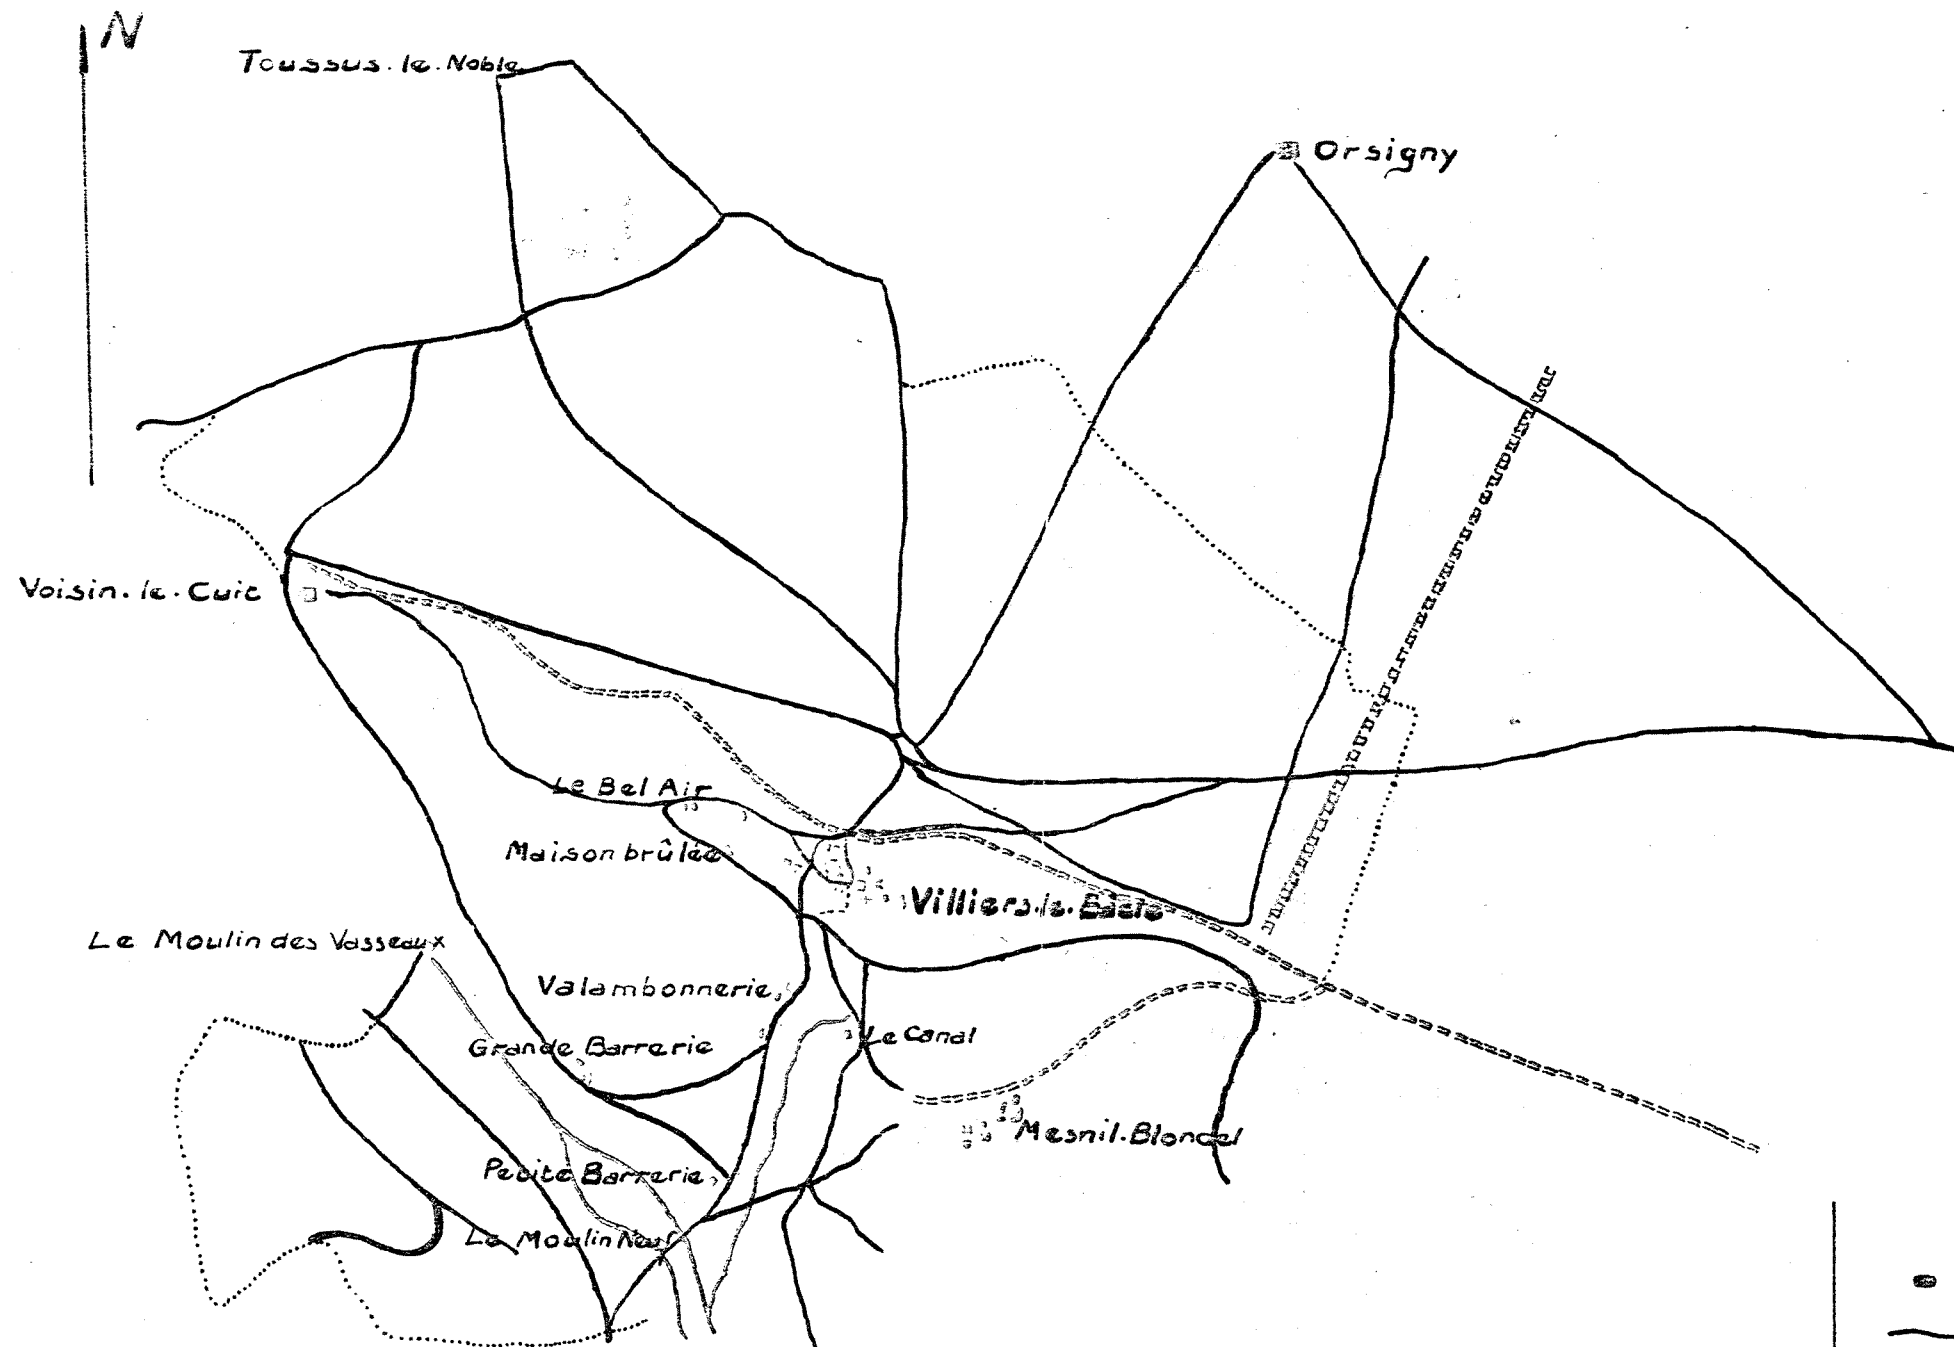 N
Toussus.le.Noble
Orsigny
Voisin.le.Cuit
Le Bel Air
Maison brûlée
Villiers.le.Bâcle
Le Moulin des Vasseaux
Valambonnerie
Le Canal
Grande Barrerie
Mesnil.Blondel
Petite Barrerie
Le Moulin Neuf